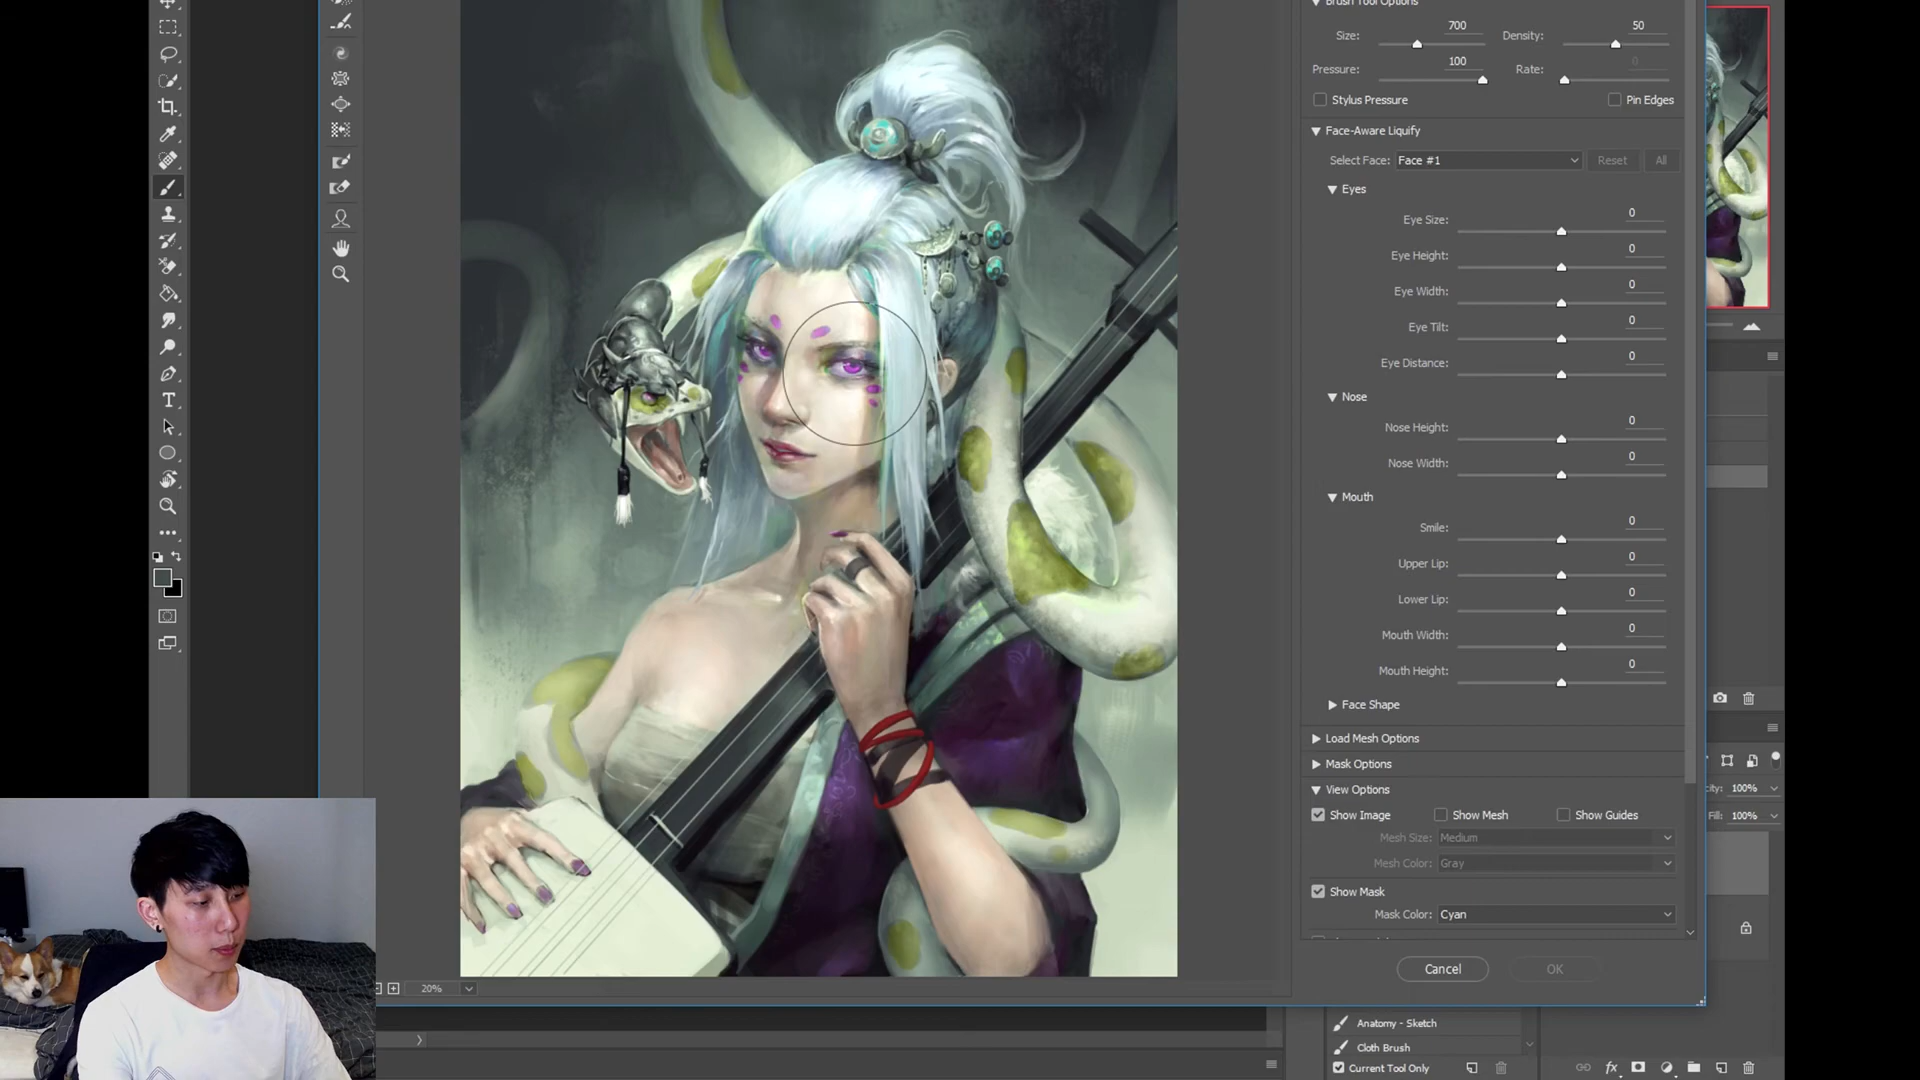 Brush Tool Options
Size: 700 Density: 50
Pressure: 100 Rate: 0
Stylus Pressure Pin Edges
Face-Aware Liquify
Select Face: Face #1 Reset All
Eyes
Eye Size: 0
Eye Height: 0
Eye Width: 0
Eye Tilt: 0
Eye Distance: 0
Nose
Nose Height: 0
Nose Width: 0
Mouth
Smile: 0
Upper Lip: 0
Lower Lip: 0
Mouth Width: 0
Mouth Height: 0
Face Shape
Load Mesh Options
Mask Options
View Options
Show Image Show Mesh Show Guides
Mesh Size: Medium
Mesh Color: Gray
Show Mask
Mask Color: Cyan
Cancel OK
20%
100%
Fill: 100%
Anatomy - Sketch
Cloth Brush
Current Tool Only
fx
T